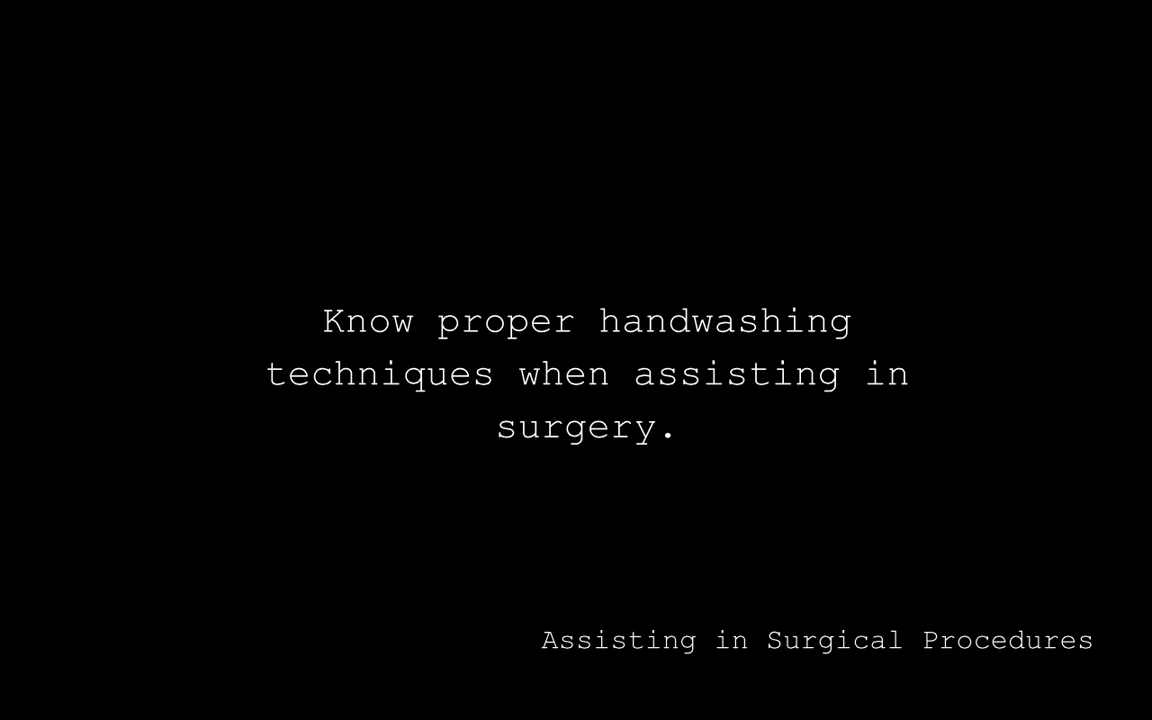 Know proper handwashing
techniques when assisting in
surgery.
Assisting in Surgical Procedures